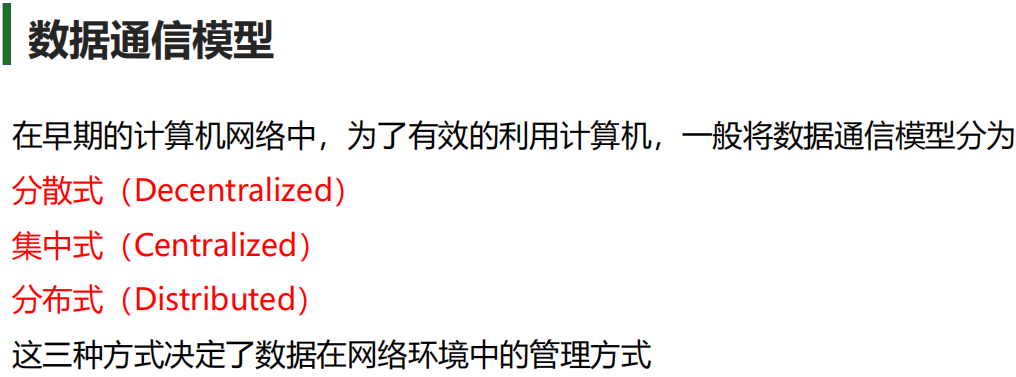 数据通信模型
在早期的计算机网络中，为了有效的利用计算机，一般将数据通信模型分为
分散式（Decentralized）
集中式（Centralized）
分布式（Distributed）
这三种方式决定了数据在网络环境中的管理方式